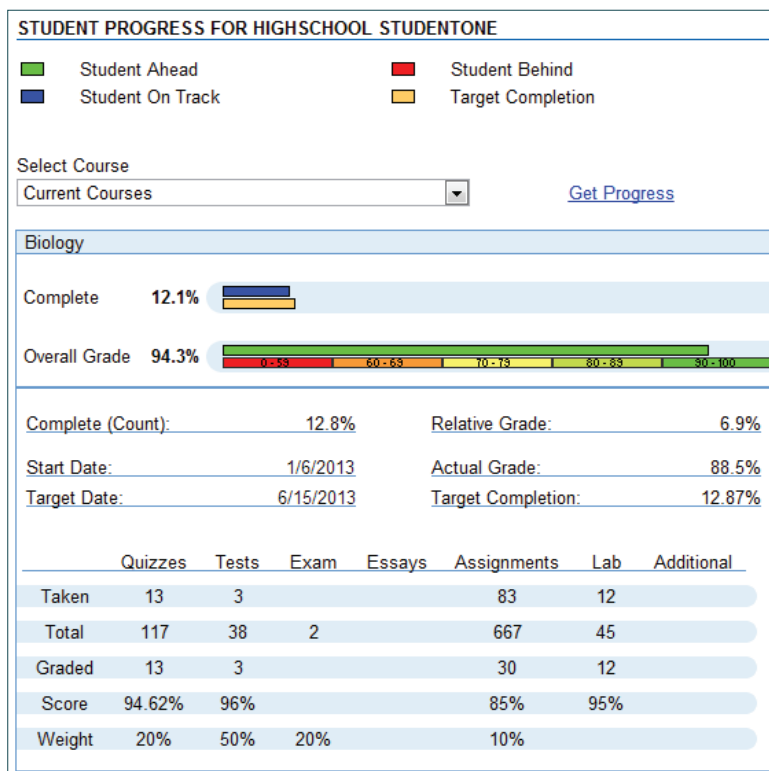 STUDENT PROGRESS FOR HIGHSCHOOL STUDENTONE
Student Ahead Student Behind
Student On Track Target Completion
Select Course
Current Courses Get Progress
Biology
Complete 12.1%
Overall Grade 94.3%
0 - 59 60 - 69 70 - 79 80 - 89 90 - 100
Complete (Count): 12.8% Relative Grade: 6.9%
Start Date: 1/6/2013 Actual Grade: 88.5%
Target Date: 6/15/2013 Target Completion: 12.87%
Quizzes Tests Exam Essays Assignments Lab Additional
Taken 13 3 83 12
Total 117 38 2 667 45
Graded 13 3 30 12
Score 94.62% 96% 85% 95%
Weight 20% 50% 20% 10%